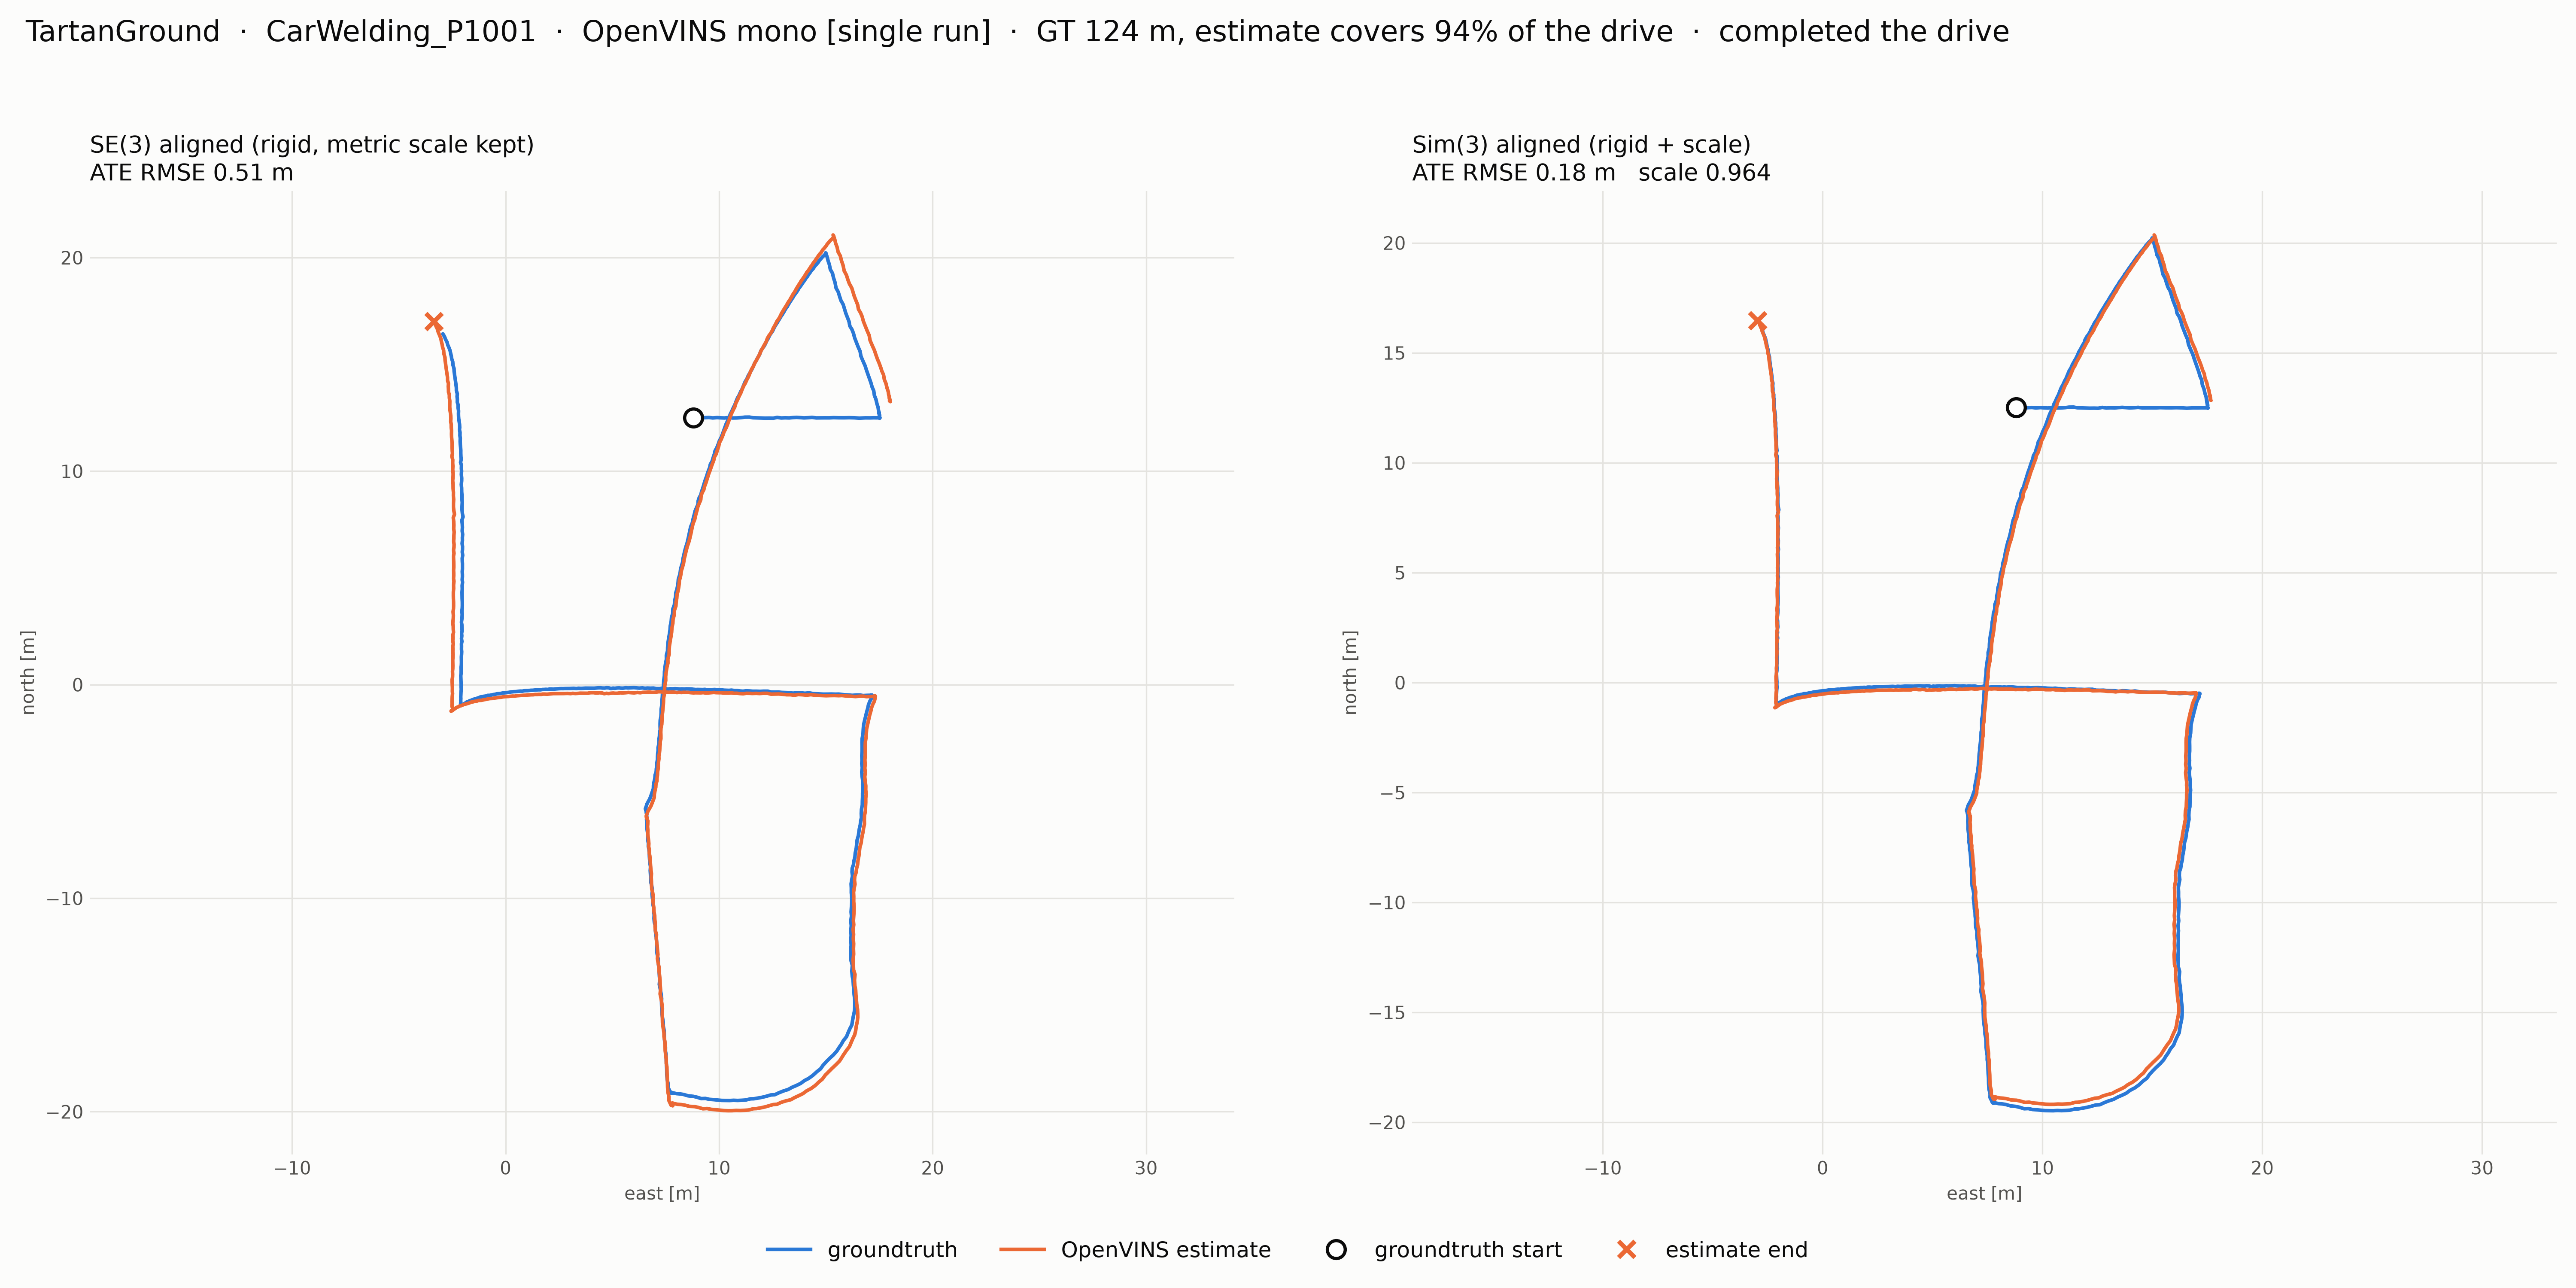 TartanGround · CarWelding_P1001 · OpenVINS mono [single run] · GT 124 m, estimate covers 94% of the drive · completed the drive
SE(3) aligned (rigid, metric scale kept)
ATE RMSE 0.51 m
20
10
0
−10
−20
north [m]
−10
0
10
20
30
east [m]
Sim(3) aligned (rigid + scale)
ATE RMSE 0.18 m scale 0.964
20
15
10
5
0
−5
−10
−15
−20
north [m]
−10
0
10
20
30
east [m]
groundtruth
OpenVINS estimate
groundtruth start
estimate end